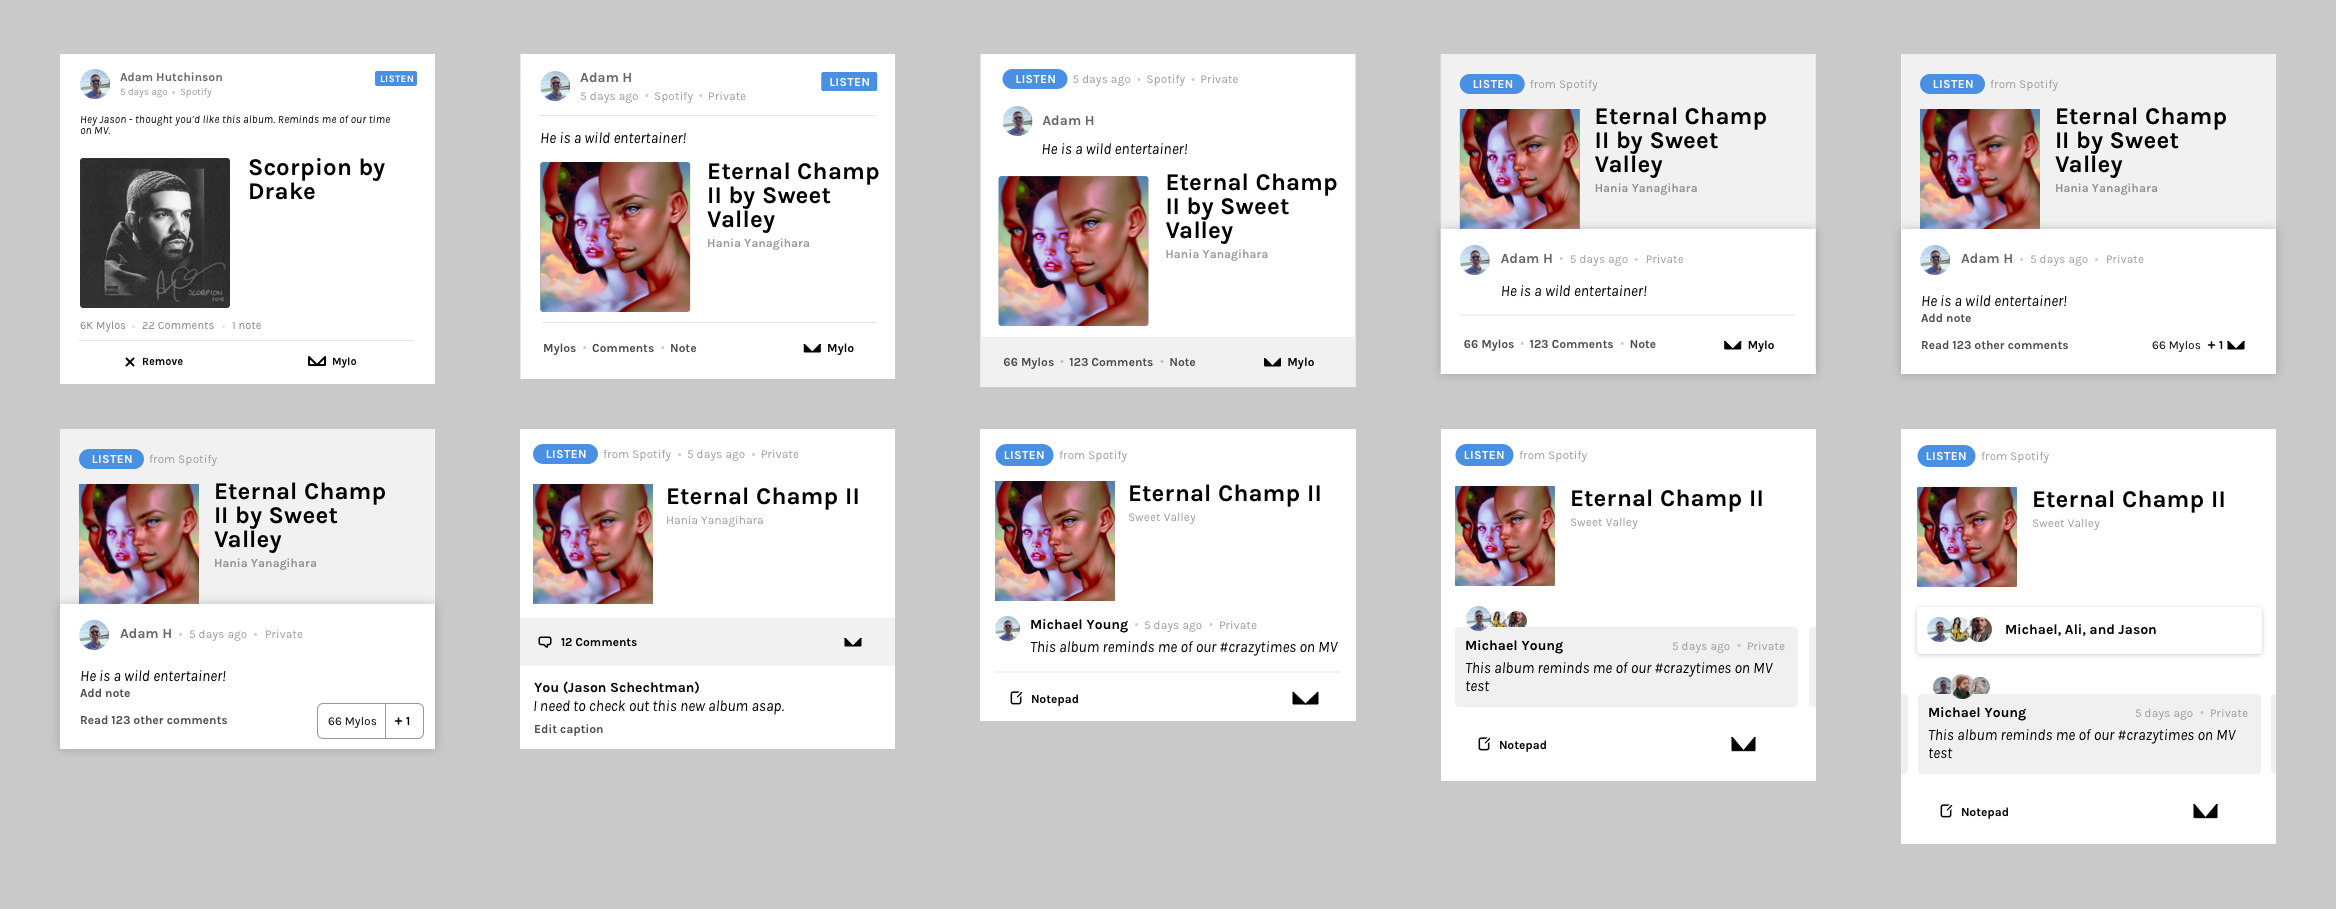 Adam Hutchinson
5 days ago • Spotify
LISTEN
Hey Jason - thought you'd like this album. Reminds me of our time
on MV.
Scorpion by
Drake
SCORPION
2018
6K Mylos • 22 Comments • 1 note
Remove
Mylo
Adam H
5 days ago • Spotify • Private
LISTEN
He is a wild entertainer!
Eternal Champ
II by Sweet
Valley
Hania Yanagihara
Mylos • Comments • Note
Mylo
LISTEN
5 days ago • Spotify • Private
Adam H
He is a wild entertainer!
Eternal Champ
II by Sweet
Valley
Hania Yanagihara
66 Mylos • 123 Comments • Note
Mylo
LISTEN
from Spotify
Eternal Champ
II by Sweet
Valley
Hania Yanagihara
Adam H • 5 days ago • Private
He is a wild entertainer!
66 Mylos • 123 Comments • Note
Mylo
LISTEN
from Spotify
Eternal Champ
II by Sweet
Valley
Hania Yanagihara
Adam H • 5 days ago • Private
He is a wild entertainer!
Add note
Read 123 other comments
66 Mylos +1
LISTEN
from Spotify
Eternal Champ
II by Sweet
Valley
Hania Yanagihara
Adam H • 5 days ago • Private
He is a wild entertainer!
Add note
Read 123 other comments
66 Mylos
+1
LISTEN
from Spotify • 5 days ago • Private
Eternal Champ II
Hania Yanagihara
12 Comments
You (Jason Schechtman)
I need to check out this new album asap.
Edit caption
LISTEN
from Spotify
Eternal Champ II
Sweet Valley
Michael Young • 5 days ago • Private
This album reminds me of our #crazytimes on MV
Notepad
LISTEN
from Spotify
Eternal Champ II
Sweet Valley
Michael Young
5 days ago • Private
This album reminds me of our #crazytimes on MV
test
Notepad
LISTEN
from Spotify
Eternal Champ II
Sweet Valley
Michael, Ali, and Jason
Michael Young
5 days ago • Private
This album reminds me of our #crazytimes on MV
test
Notepad